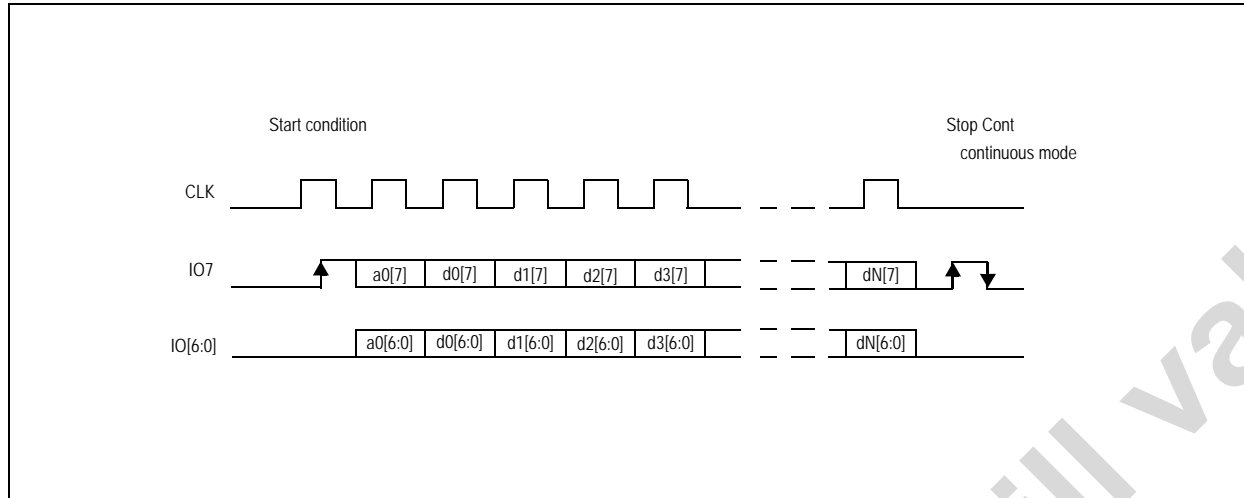 Start condition
Stop Cont
continuous mode
CLK
IO7
a0[7] d0[7] d1[7] d2[7] d3[7] dN[7]
IO[6:0]
a0[6:0] d0[6:0] d1[6:0] d2[6:0] d3[6:0] dN[6:0]